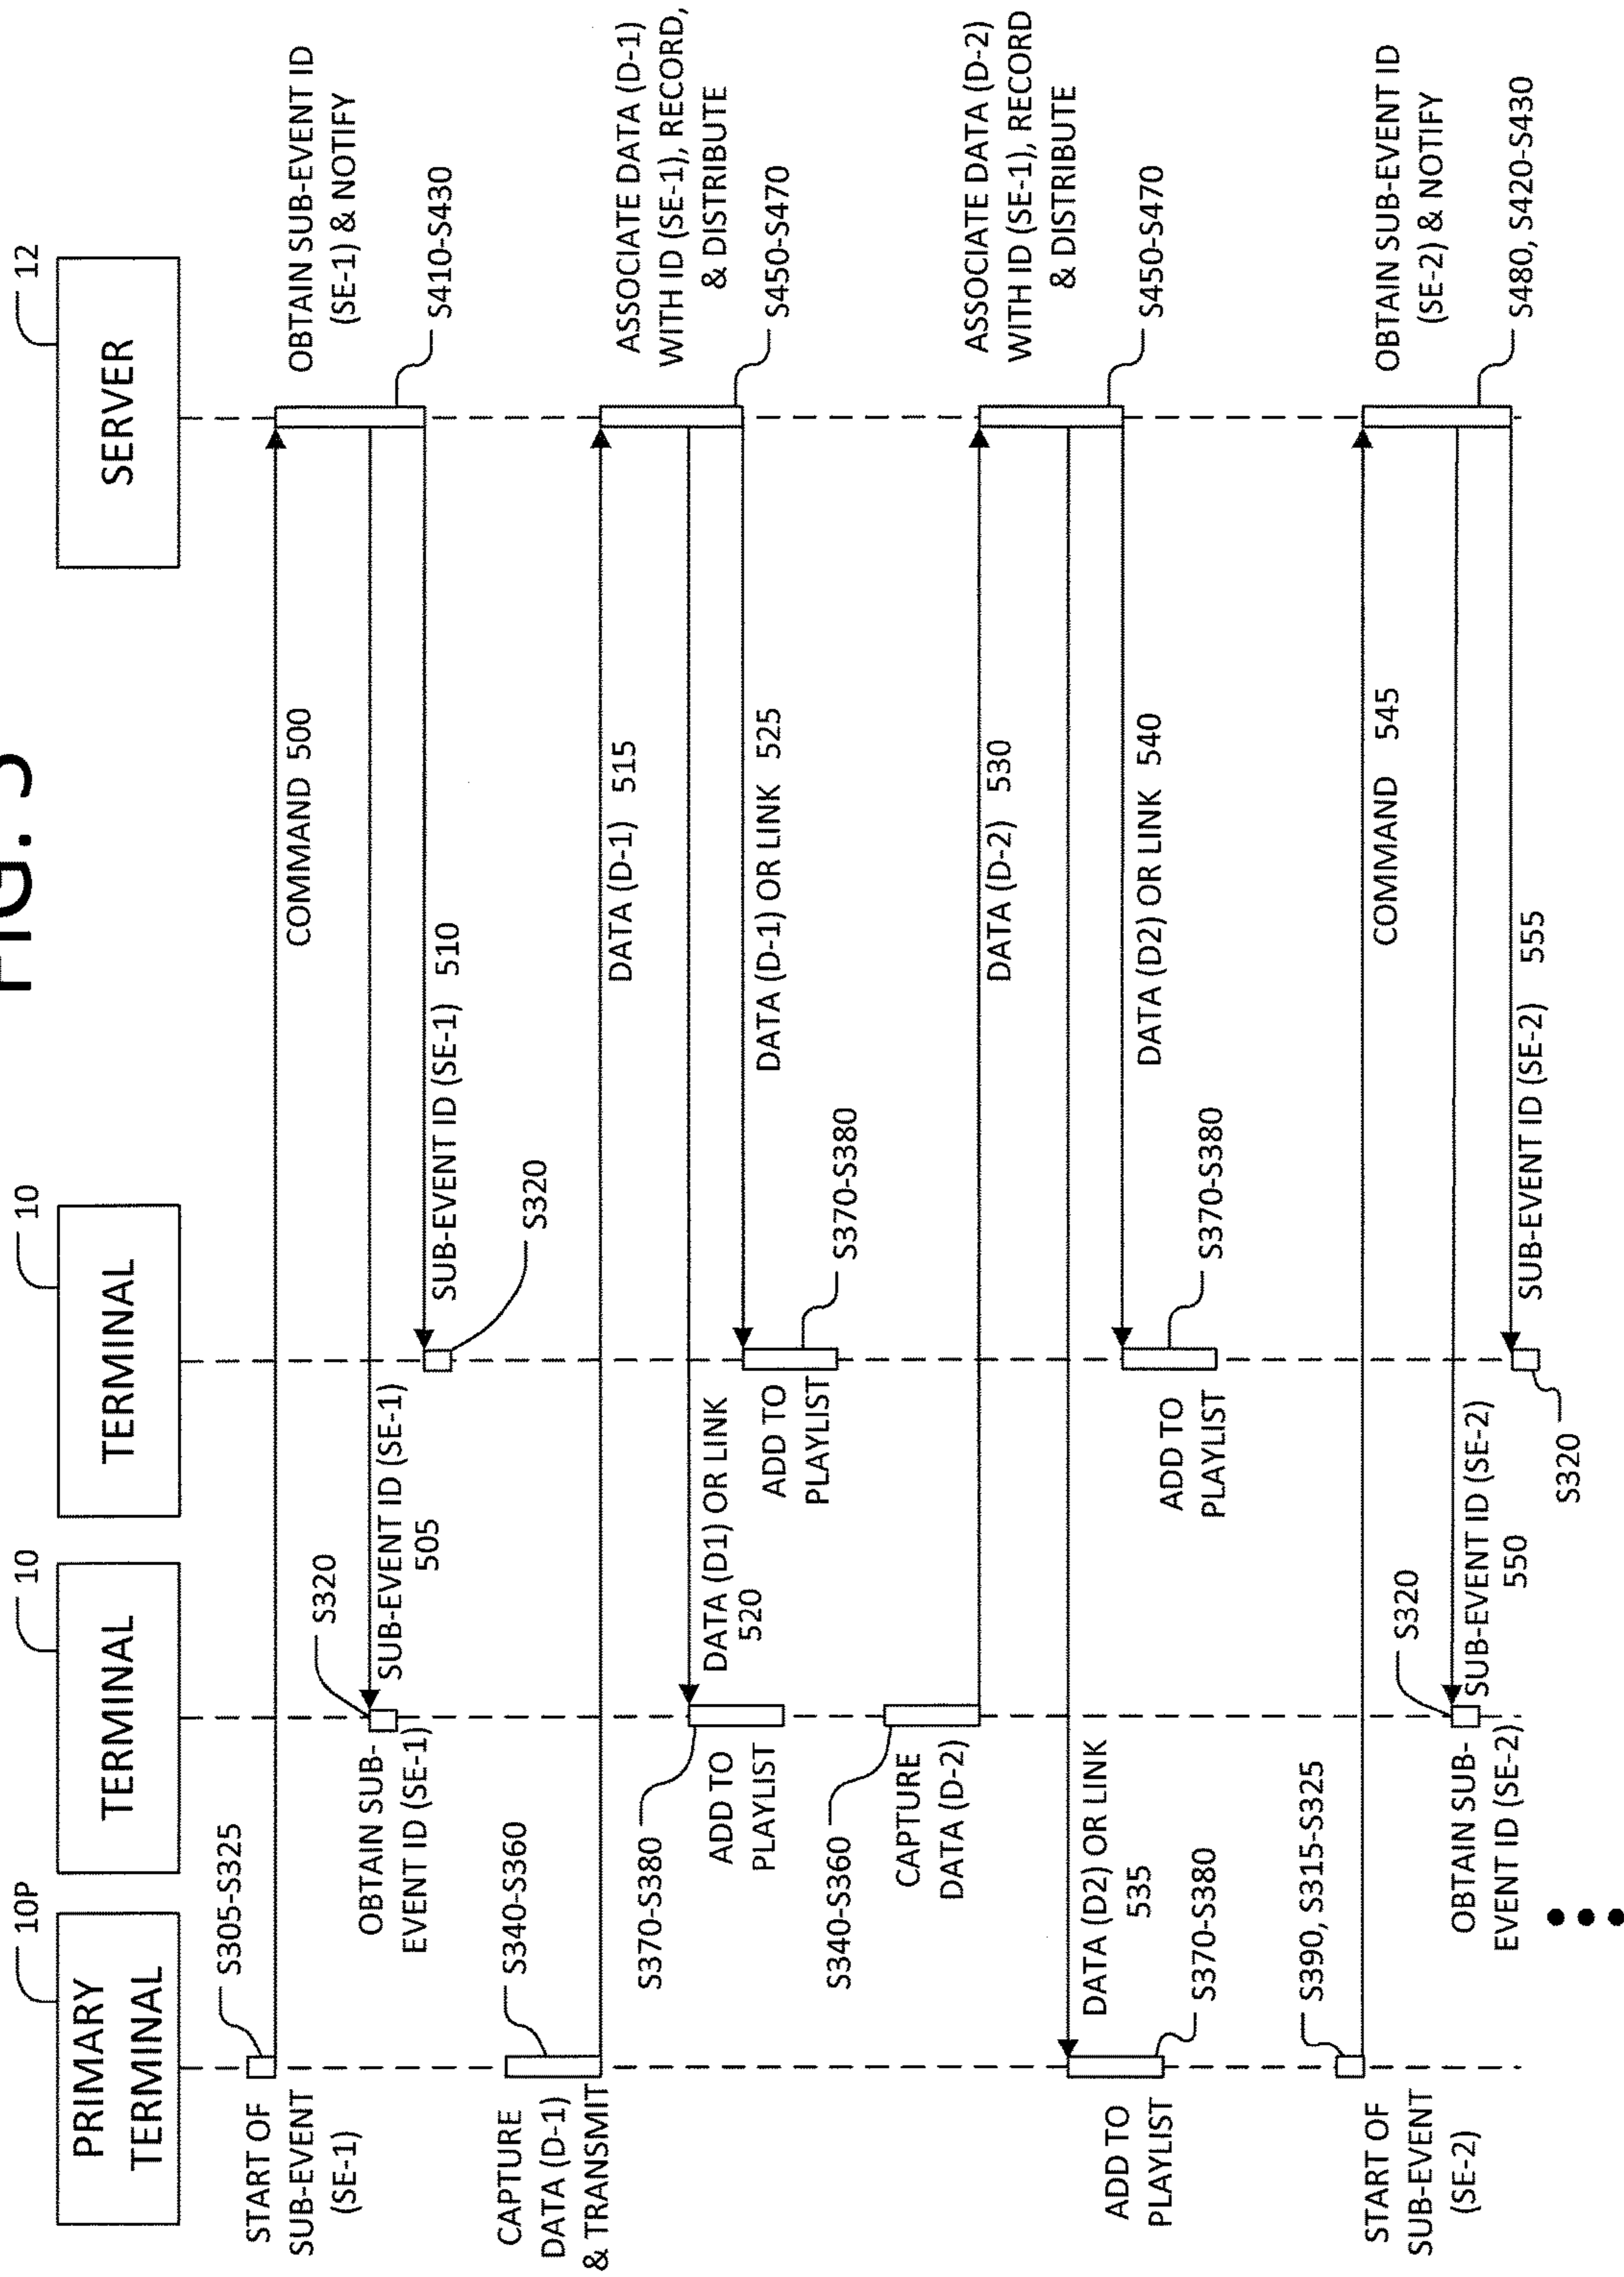 FIG. 5
10P
10
10
12
PRIMARY
TERMINAL
TERMINAL
TERMINAL
SERVER
START OF
SUB-EVENT
(SE-1)
S305-S325
COMMAND 500
OBTAIN SUB-EVENT ID
(SE-1) & NOTIFY
S410-S430
S320
OBTAIN SUB-
EVENT ID (SE-1)
SUB-EVENT ID (SE-1)
505
SUB-EVENT ID (SE-1) 510
S320
CAPTURE
DATA (D-1)
& TRANSMIT
S340-S360
DATA (D-1) 515
ASSOCIATE DATA (D-1)
WITH ID (SE-1), RECORD,
& DISTRIBUTE
S450-S470
S370-S380
ADD TO
PLAYLIST
DATA (D1) OR LINK
520
DATA (D-1) OR LINK 525
ADD TO
PLAYLIST
S370-S380
S340-S360
CAPTURE
DATA (D-2)
DATA (D-2) 530
ASSOCIATE DATA (D-2)
WITH ID (SE-1), RECORD
& DISTRIBUTE
S450-S470
DATA (D2) OR LINK
535
ADD TO
PLAYLIST
S370-S380
DATA (D2) OR LINK 540
ADD TO
PLAYLIST
S370-S380
START OF
SUB-EVENT
(SE-2)
S390, S315-S325
COMMAND 545
OBTAIN SUB-EVENT ID
(SE-2) & NOTIFY
S480, S420-S430
S320
OBTAIN SUB-
EVENT ID (SE-2)
SUB-EVENT ID (SE-2)
550
SUB-EVENT ID (SE-2) 555
S320